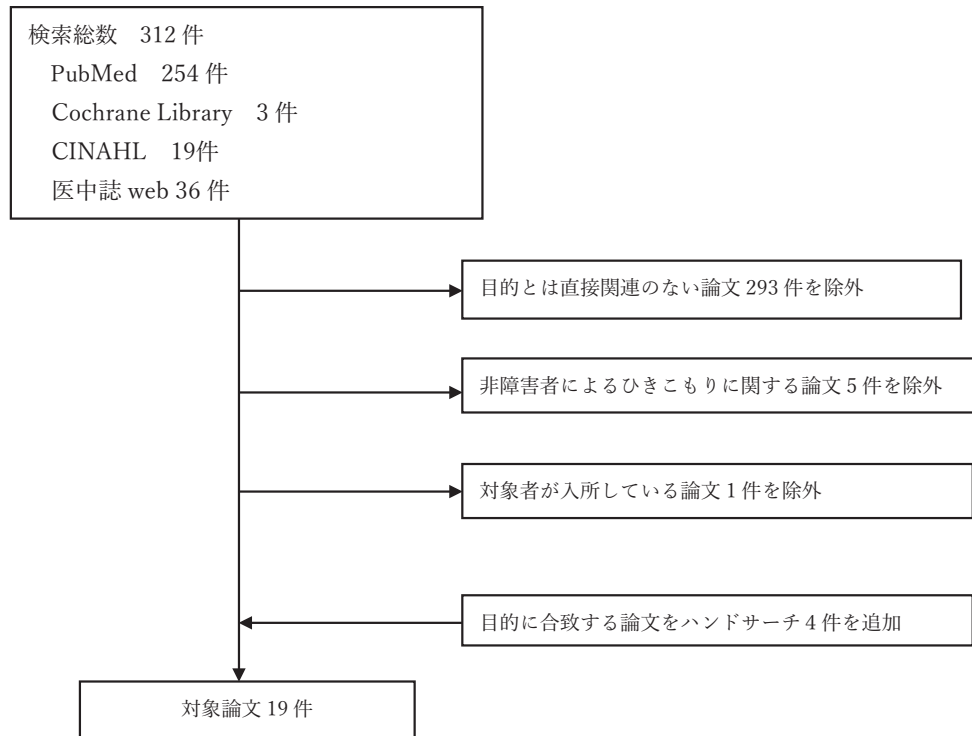 検索総数　312 件
PubMed　254 件
Cochrane Library　3 件
CINAHL　19件
医中誌 web 36 件
目的とは直接関連のない論文 293 件を除外
非障害者によるひきこもりに関する論文 5 件を除外
対象者が入所している論文 1 件を除外
目的に合致する論文をハンドサーチ 4 件を追加
対象論文 19 件